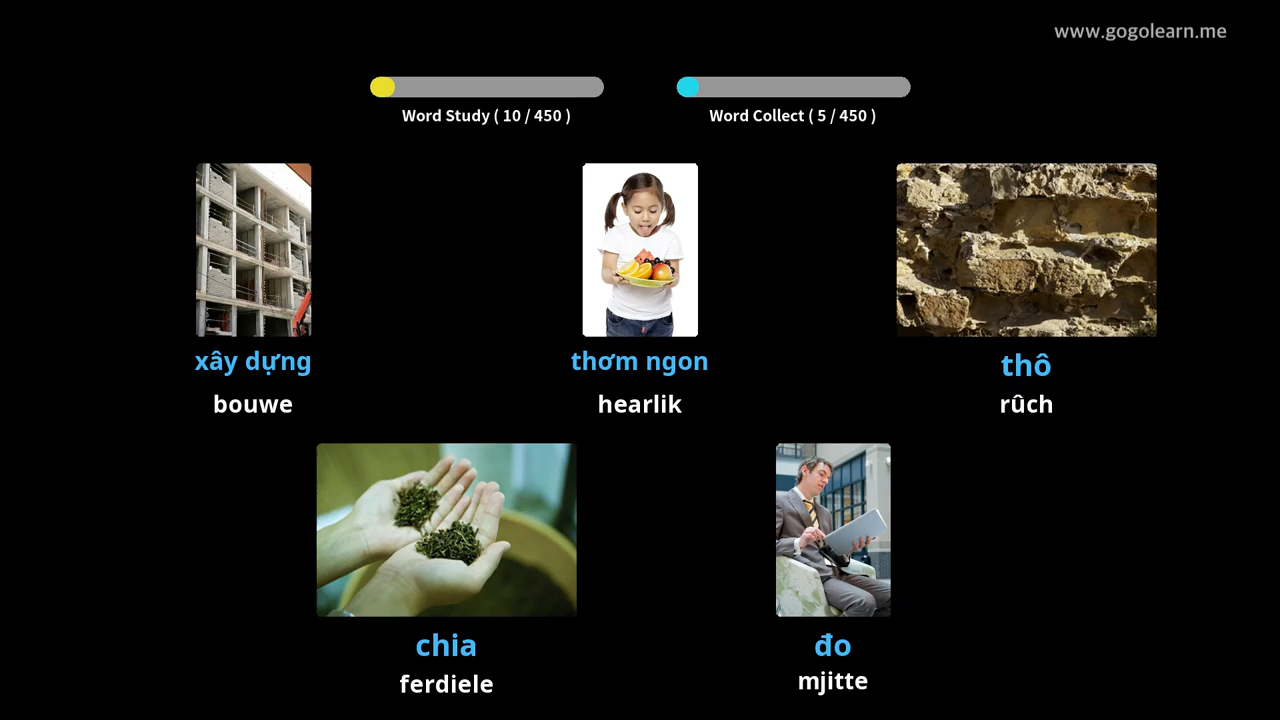 www.gogolearn.me
Word Study ( 10 / 450 )
Word Collect ( 5 / 450 )
xây dựng
bouwe
thơm ngon
hearlik
thô
rûch
chia
ferdiele
đo
mjitte